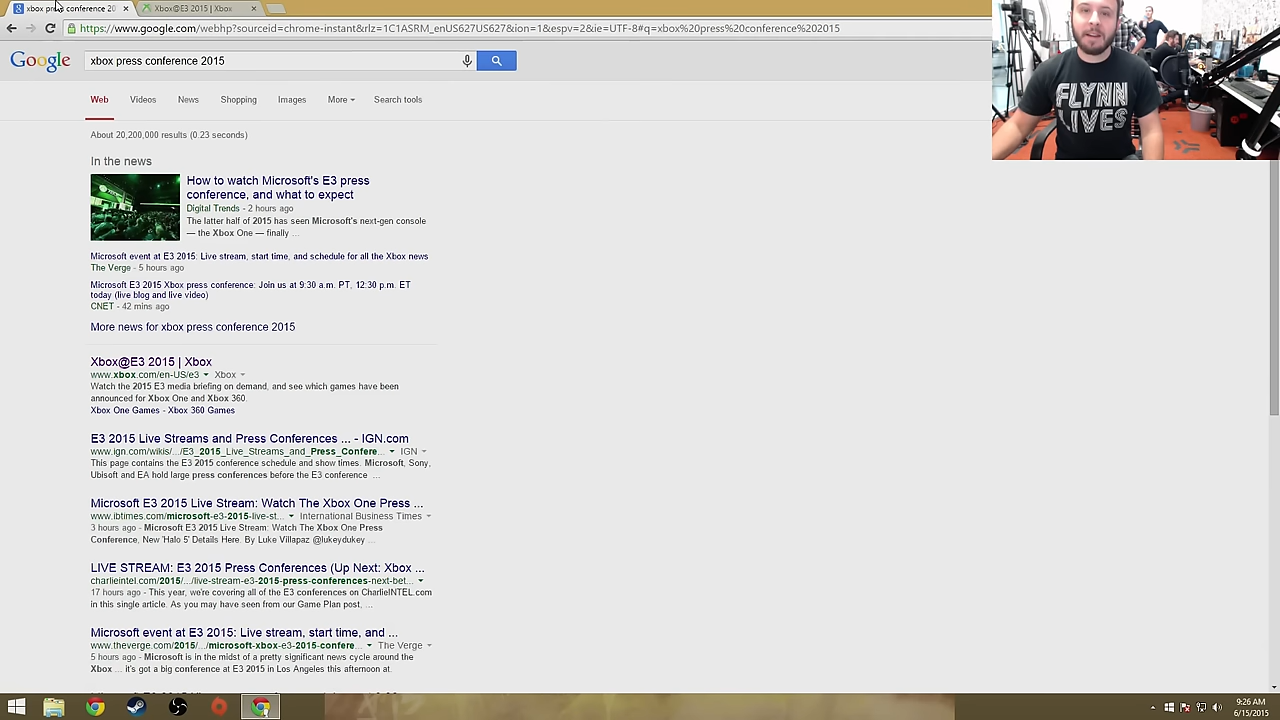 xbox press conference 20
Xbox@E3 2015 | Xbox
https://www.google.com/webhp?sourceid=chrome-instant&rlz=1C1ASRM_enUS627US627&ion=1&espv=2&ie=UTF-8#q=xbox%20press%20conference%202015
Google
xbox press conference 2015
Web Videos News Shopping Images More Search tools
About 20,200,000 results (0.23 seconds)
In the news
How to watch Microsoft's E3 press
conference, and what to expect
Digital Trends - 2 hours ago
The latter half of 2015 has seen Microsoft's next-gen console
— the Xbox One — finally ...
Microsoft event at E3 2015: Live stream, start time, and schedule for all the Xbox news
The Verge - 5 hours ago
Microsoft E3 2015 Xbox press conference: Join us at 9:30 a.m. PT, 12:30 p.m. ET
today (live blog and live video)
CNET - 42 mins ago
More news for xbox press conference 2015
Xbox@E3 2015 | Xbox
www.xbox.com/en-US/e3 Xbox
Watch the 2015 E3 media briefing on demand, and see which games have been
announced for Xbox One and Xbox 360.
Xbox One Games - Xbox 360 Games
E3 2015 Live Streams and Press Conferences ... - IGN.com
www.ign.com/wikis/.../E3_2015_Live_Streams_and_Press_Confere... IGN
This page contains the E3 2015 conference schedule and show times. Microsoft, Sony,
Ubisoft and EA hold large press conferences before the E3 conference ...
Microsoft E3 2015 Live Stream: Watch The Xbox One Press ...
www.ibtimes.com/microsoft-e3-2015-live-st... International Business Times
3 hours ago - Microsoft E3 2015 Live Stream: Watch The Xbox One Press
Conference, New 'Halo 5' Details Here. By Luke Villapaz @lukeydukey ...
LIVE STREAM: E3 2015 Press Conferences (Up Next: Xbox ...
charlieintel.com/2015/.../live-stream-e3-2015-press-conferences-next-bet...
17 hours ago - This year, we're covering all of the E3 conferences on CharlieINTEL.com
in this single article. As you may have seen from our Game Plan post, ...
Microsoft event at E3 2015: Live stream, start time, and ...
www.theverge.com/2015/.../microsoft-xbox-e3-2015-confere... The Verge
5 hours ago - Microsoft is in the midst of a pretty significant news cycle around the
Xbox ... it's got a big conference at E3 2015 in Los Angeles this afternoon at.
FLYNN
LIVES
9:26 AM
6/15/2015